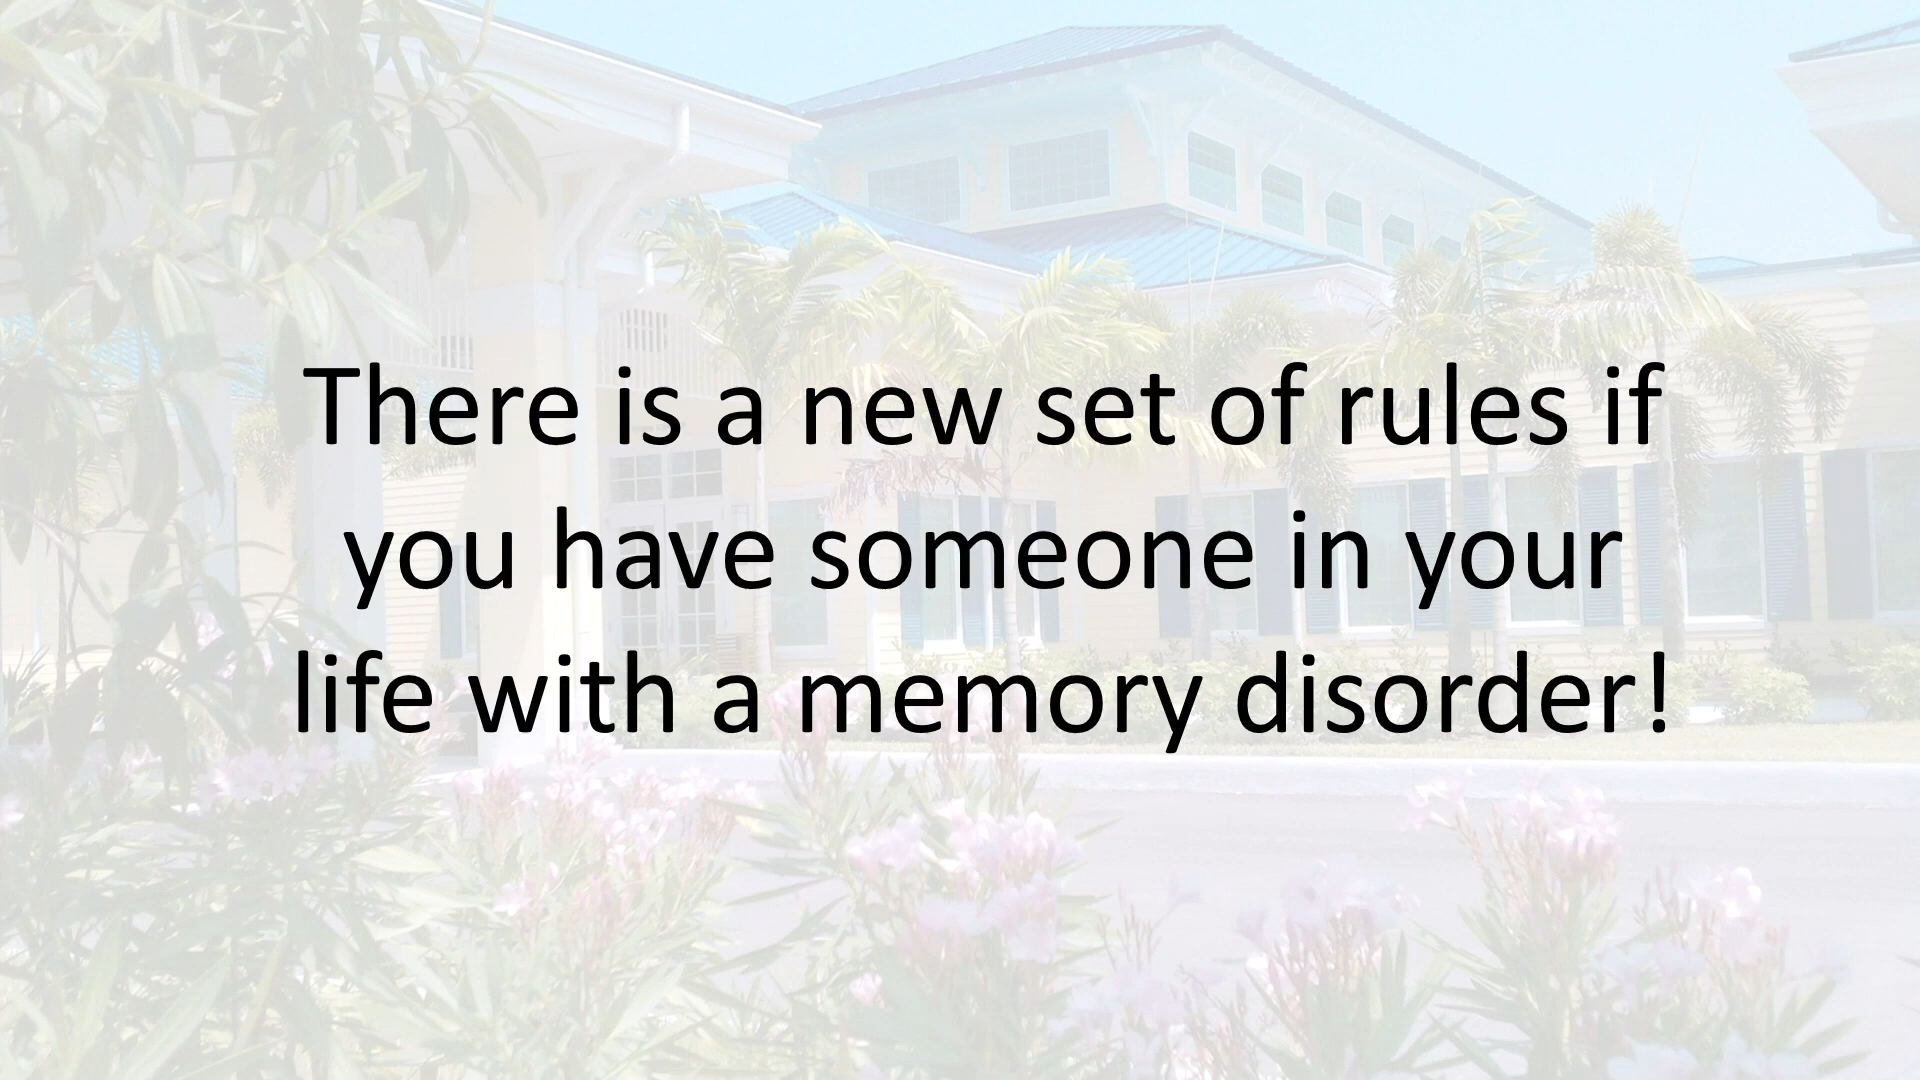 There is a new set of rules if
you have someone in your
life with a memory disorder!